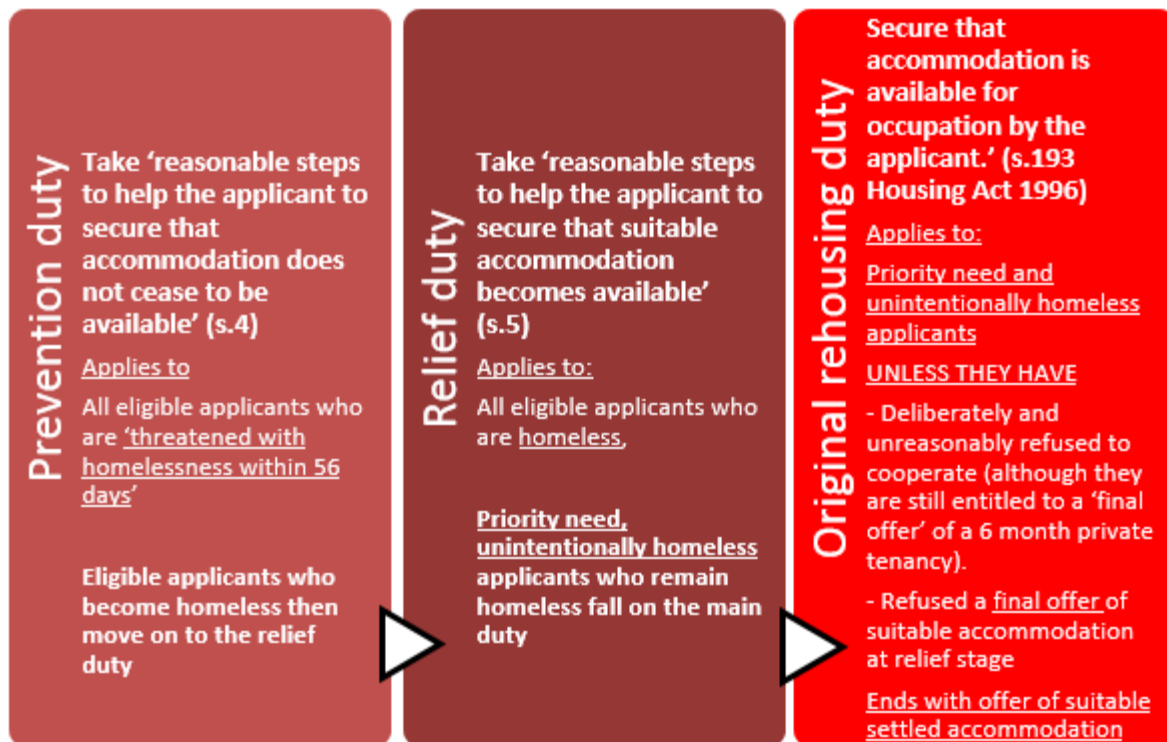 Prevention duty
Take ‘reasonable steps
to help the applicant to
secure that
accommodation does
not cease to be
available’ (s.4)
Applies to
All eligible applicants who
are ‘threatened with
homelessness within 56
days’
Eligible applicants who
become homeless then
move on to the relief
duty
Relief duty
Take ‘reasonable steps
to help the applicant to
secure that suitable
accommodation
becomes available’
(s.5)
Applies to:
All eligible applicants who
are homeless,
Priority need,
unintentionally homeless
applicants who remain
homeless fall on the main
duty
Original rehousing duty
Secure that
accommodation is
available for
occupation by the
applicant.’ (s.193
Housing Act 1996)
Applies to:
Priority need and
unintentionally homeless
applicants
UNLESS THEY HAVE
- Deliberately and
unreasonably refused to
cooperate (although they
are still entitled to a ‘final
offer’ of a 6 month private
tenancy).
- Refused a final offer of
suitable accommodation
at relief stage
Ends with offer of suitable
settled accommodation